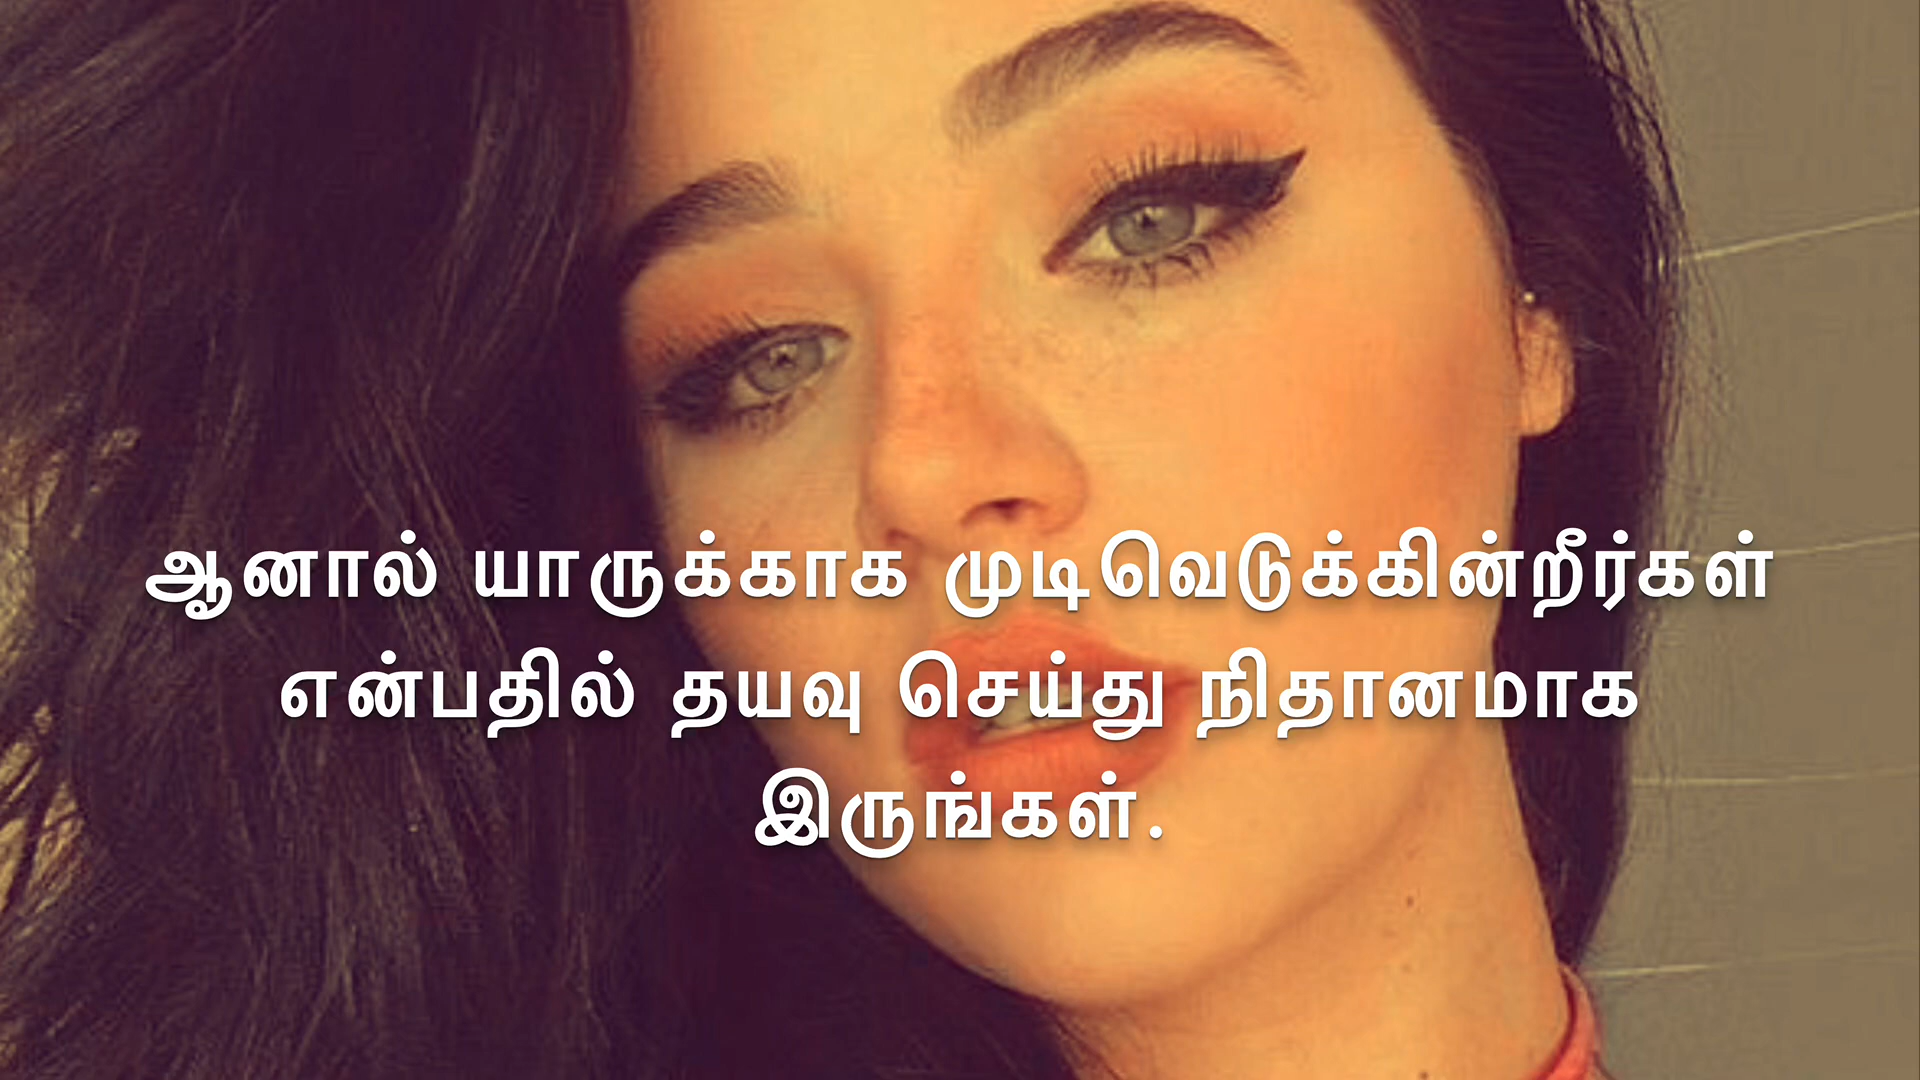 ஆனால் யாருக்காக முடிவெடுக்கின்றீர்கள்
என்பதில் தயவு செய்து நிதானமாக
இருங்கள்.